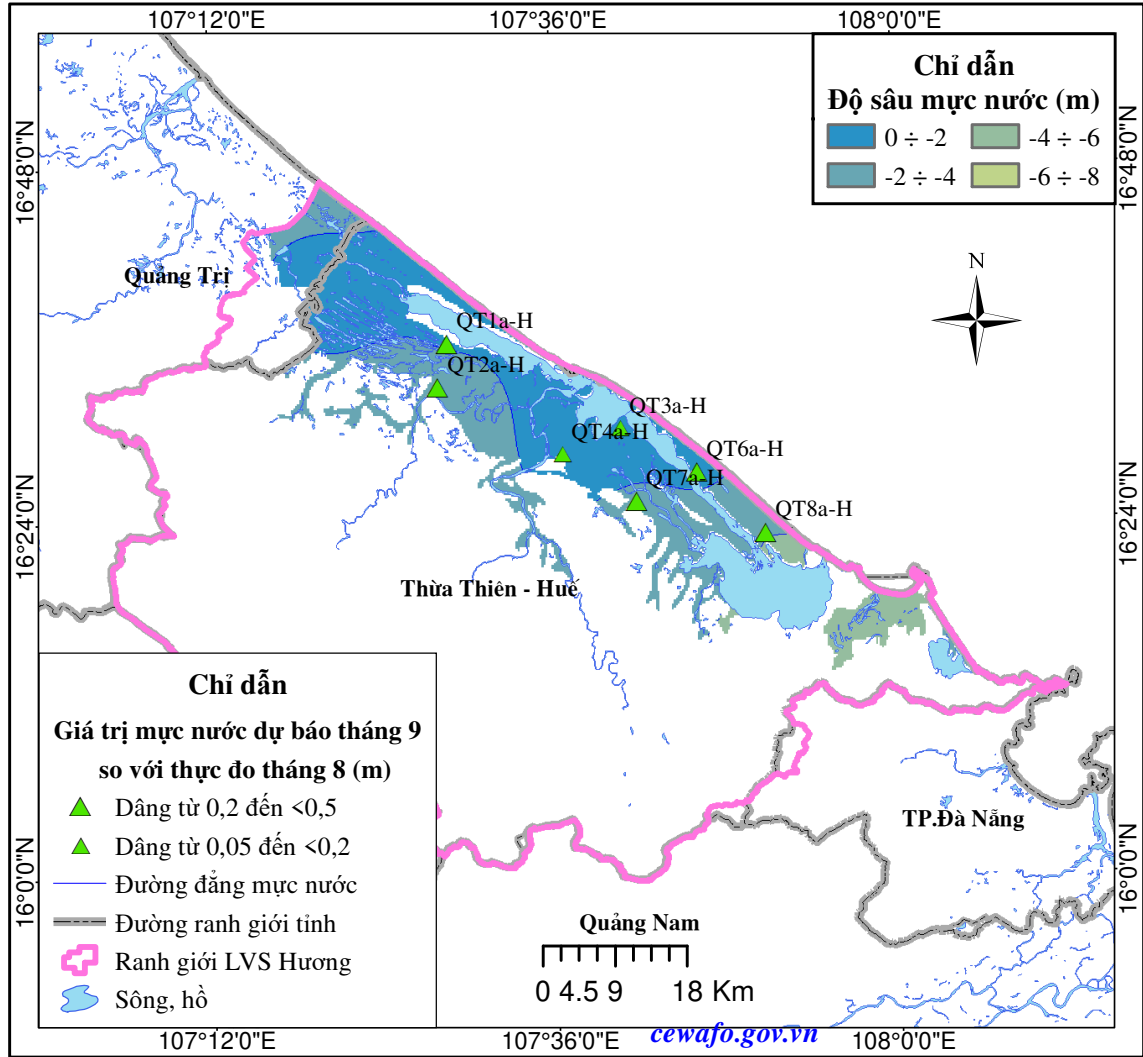 107°12'0"E 107°36'0"E 108°0'0"E
Chỉ dẫn
Độ sâu mực nước (m)
0 ÷ -2 -4 ÷ -6
-2 ÷ -4 -6 ÷ -8
16°48'0"N 16°48'0"N
N
Quảng Trị
QT1a-H
QT2a-H
QT3a-H
QT4a-H
QT6a-H
QT7a-H
QT8a-H
16°24'0"N 16°24'0"N
Thừa Thiên - Huế
Chỉ dẫn
Giá trị mực nước dự báo tháng 9
so với thực đo tháng 8 (m)
Dâng từ 0,2 đến <0,5
Dâng từ 0,05 đến <0,2
Đường đẳng mực nước
Đường ranh giới tỉnh
Ranh giới LVS Hương
Sông, hồ
TP.Đà Nẵng
16°0'0"N 16°0'0"N
Quảng Nam
0 4.5 9 18 Km
cewafo.gov.vn
107°12'0"E 107°36'0"E 108°0'0"E